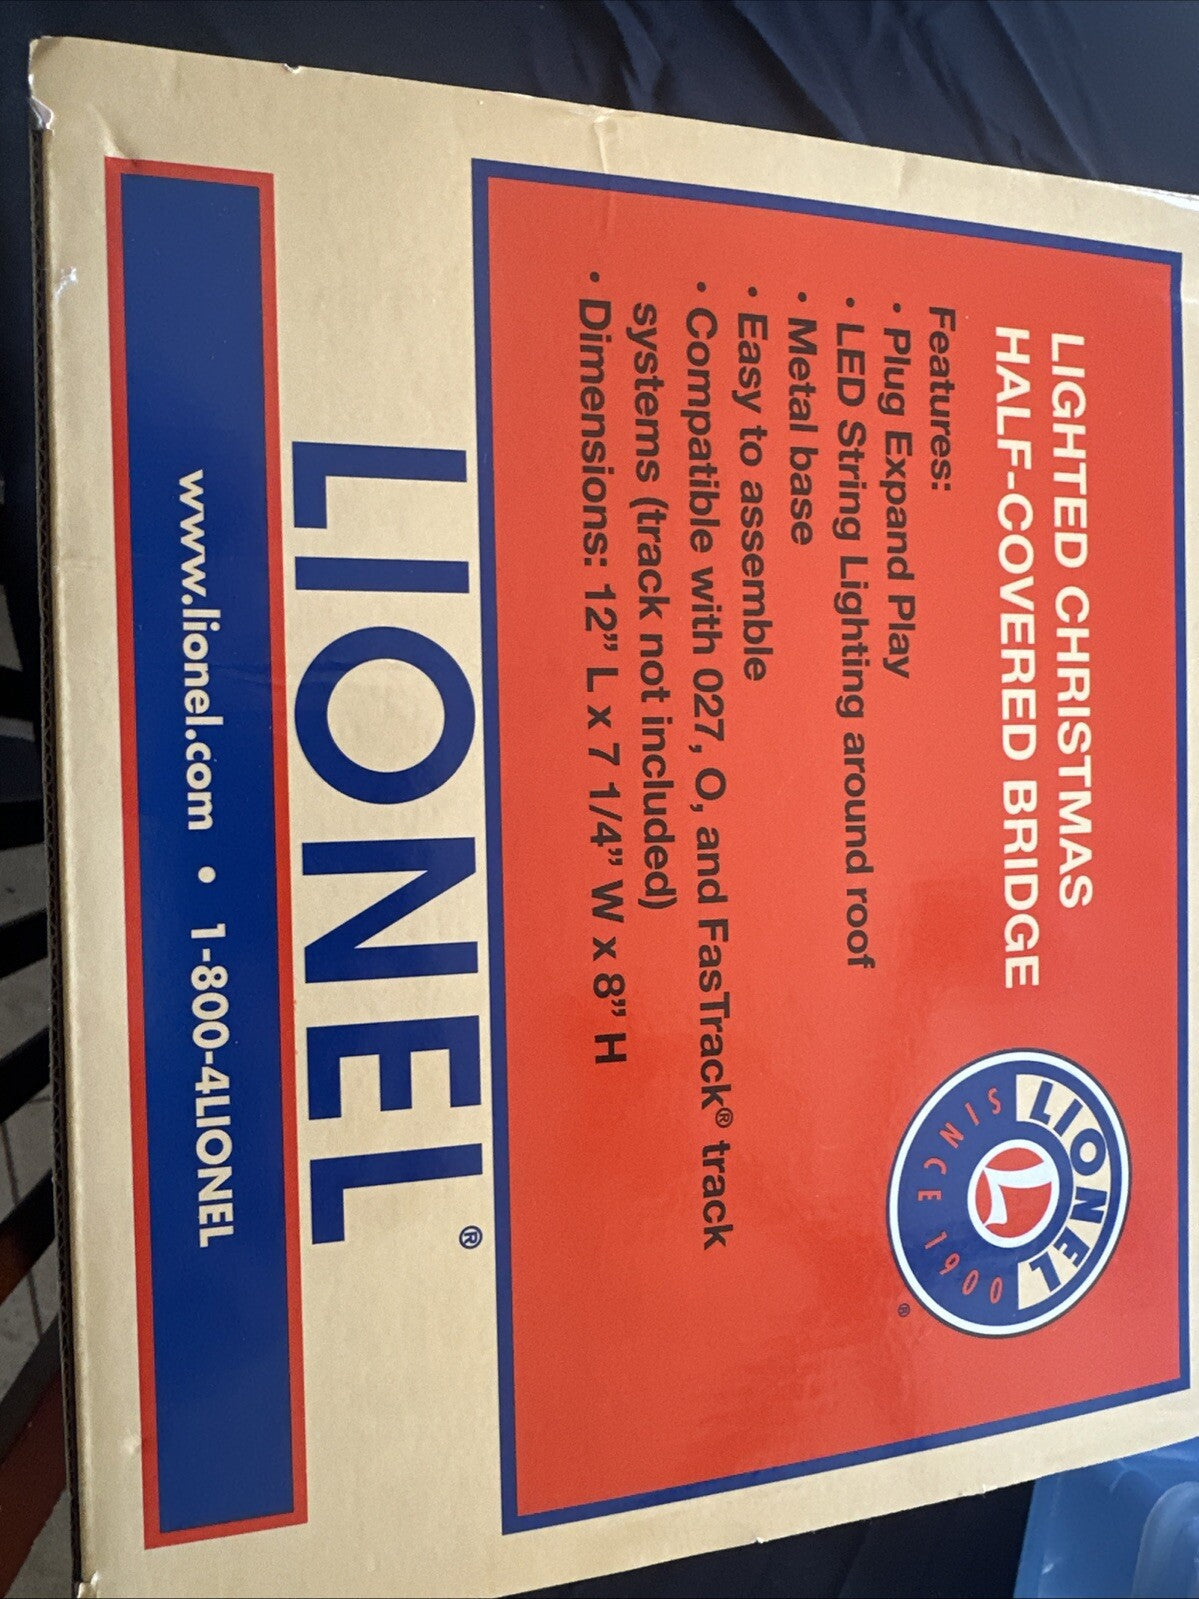 LIGHTED CHRISTMAS
HALF-COVERED BRIDGE
Features:
• Plug Expand Play
• LED String Lighting around roof
• Metal base
• Easy to assemble
• Compatible with 027, O, and FasTrack® track
systems (track not included)
• Dimensions: 12” L x 7 1/4” W x 8” H
LIONEL
L
SINCE 1900
®
LIONEL®
www.lionel.com • 1-800-4LIONEL